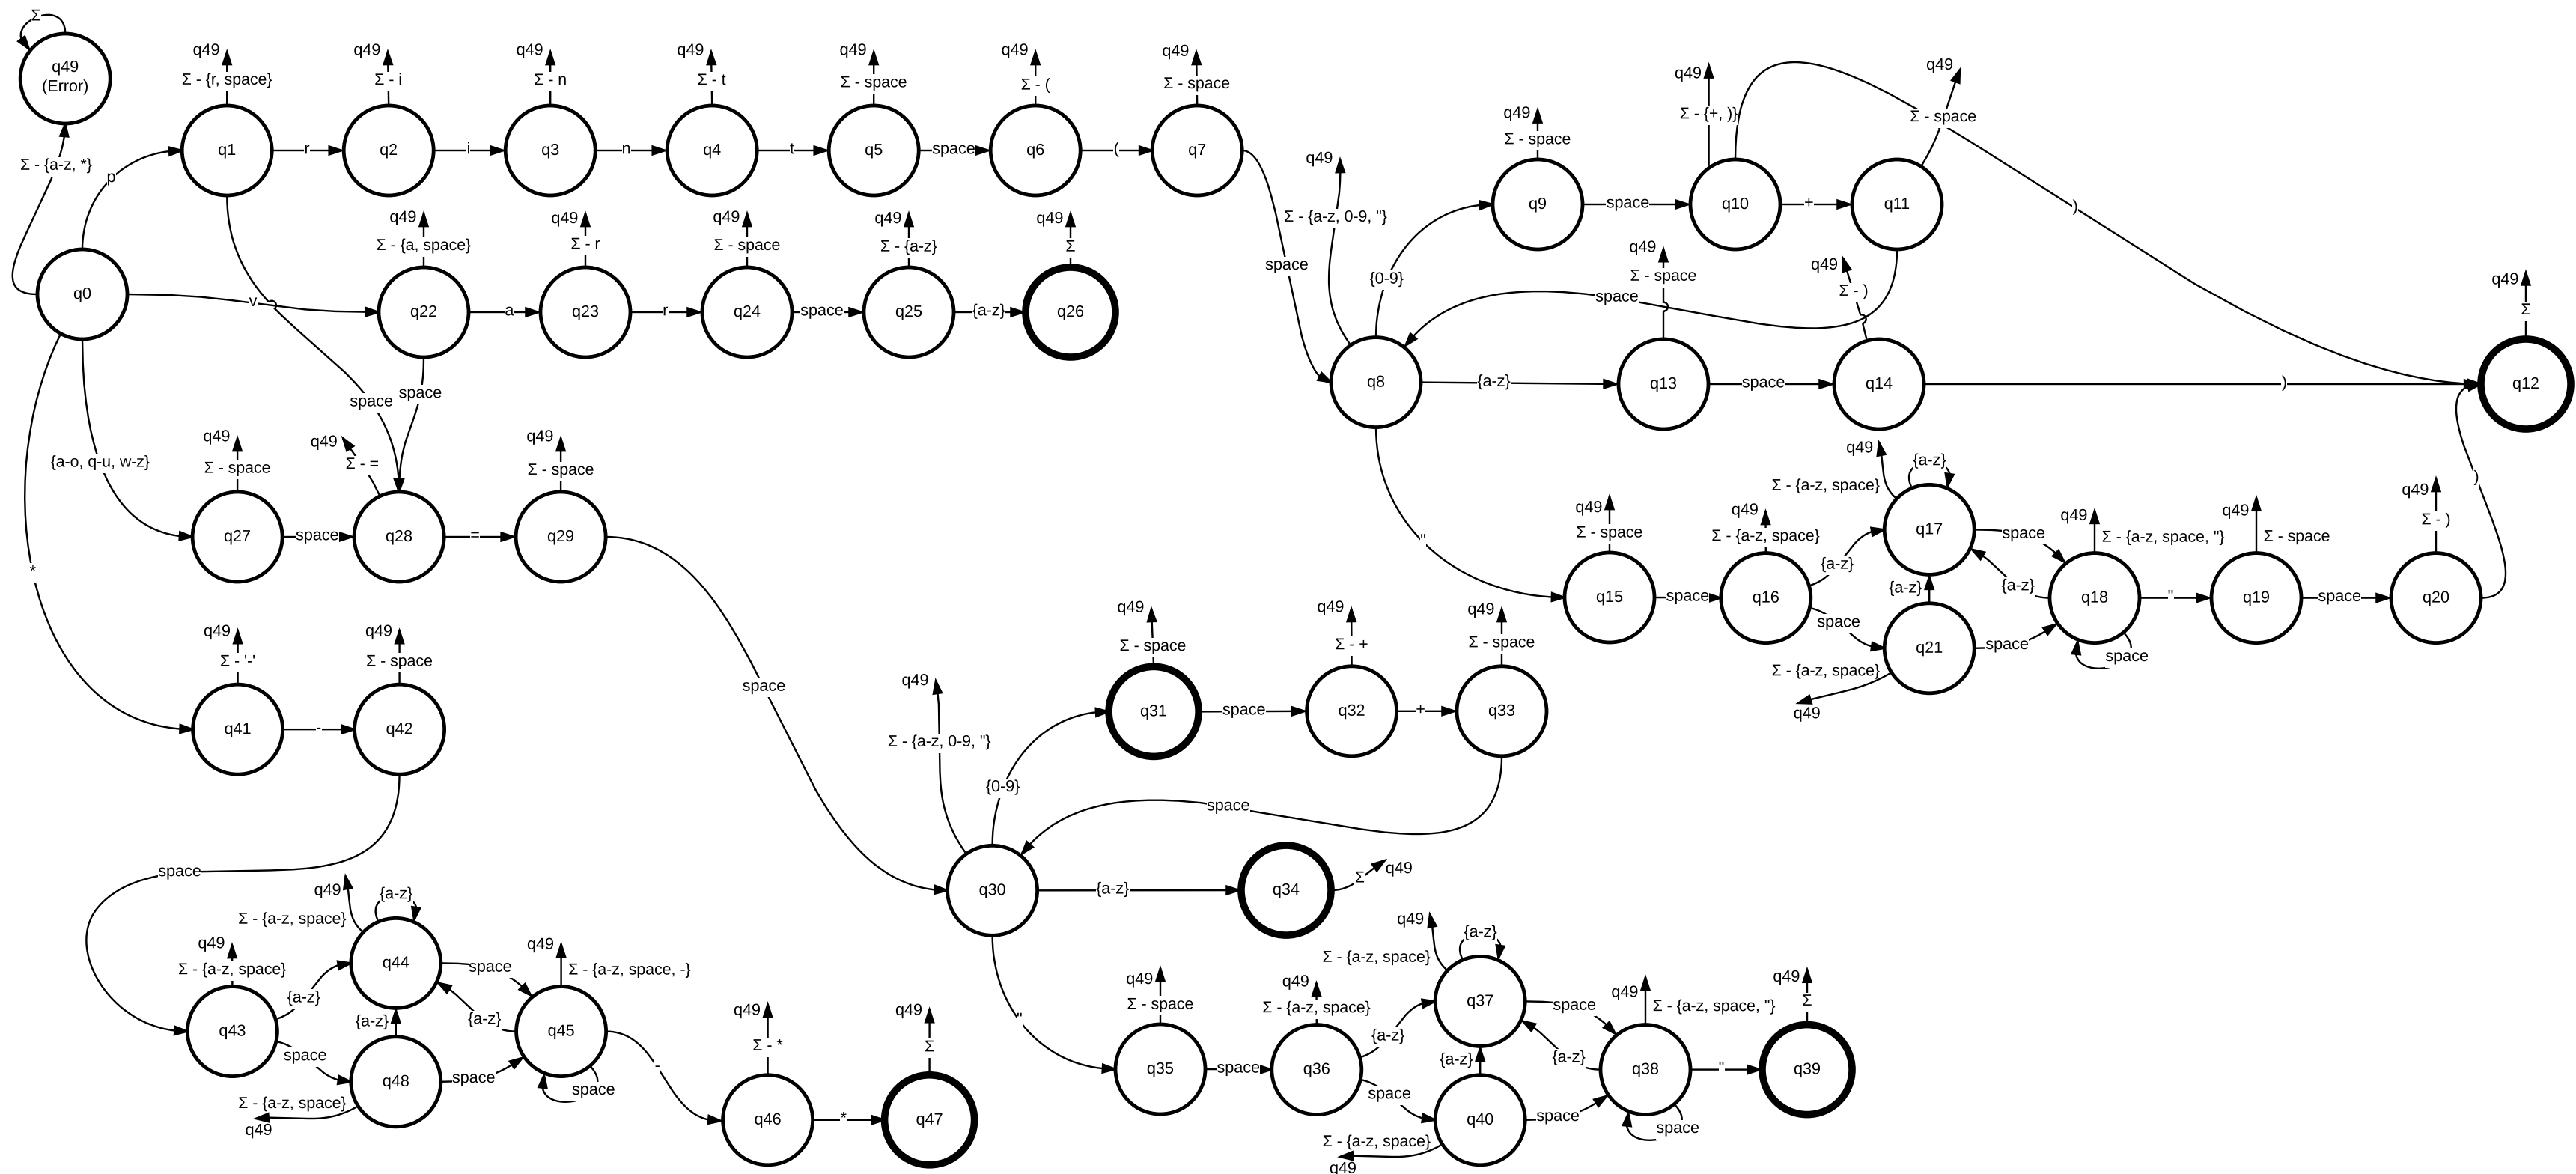 Σ
q49
(Error)
Σ - {a-z, *}
q0
p
v
{a-o, q-u, w-z}
*
q49
Σ - {r, space}
q1
r
q49
Σ - i
q2
i
q49
Σ - n
q3
n
q49
Σ - t
q4
t
q49
Σ - space
q5
space
q49
Σ - (
q6
(
q49
Σ - space
q7
space
space
q49
Σ - {a, space}
q22
a
space
q49
Σ - r
q23
r
q49
Σ - space
q24
space
q49
Σ - {a-z}
q25
{a-z}
q49
Σ
q26
q49
Σ - {a-z, 0-9, "}
q8
{0-9}
{a-z}
"
q49
Σ - space
q9
space
q49
Σ - {+, )}
q10
+
)
q49
Σ - space
q11
space
q49
Σ - space
q13
space
q49
Σ - )
q14
)
q49
Σ
q12
q49
Σ - space
q15
space
q49
Σ - {a-z, space}
q16
{a-z}
space
q49
Σ - {a-z, space}
{a-z}
q17
space
{a-z}
q21
space
Σ - {a-z, space}
q49
q49
Σ - {a-z, space, "}
{a-z}
q18
space
"
q49
Σ - space
q19
space
q49
Σ - )
q20
)
q49
Σ - space
q27
space
q49
Σ - =
q28
=
q49
Σ - space
q29
space
q49
Σ - {a-z, 0-9, "}
q30
{0-9}
{a-z}
"
q49
Σ - space
q31
space
q49
Σ - +
q32
+
q49
Σ - space
q33
space
q34
Σ
q49
q49
Σ - space
q35
space
q49
Σ - {a-z, space}
q36
{a-z}
space
q49
Σ - {a-z, space}
{a-z}
q37
space
{a-z}
q40
space
Σ - {a-z, space}
q49
q49
Σ - {a-z, space, "}
{a-z}
q38
space
"
q49
Σ
q39
q49
Σ - '-'
q41
-
q49
Σ - space
q42
space
q49
Σ - {a-z, space}
q43
{a-z}
space
q49
Σ - {a-z, space}
{a-z}
q44
space
{a-z}
q48
space
Σ - {a-z, space}
q49
q49
Σ - {a-z, space, -}
{a-z}
q45
space
-
q49
Σ - *
q46
*
q49
Σ
q47